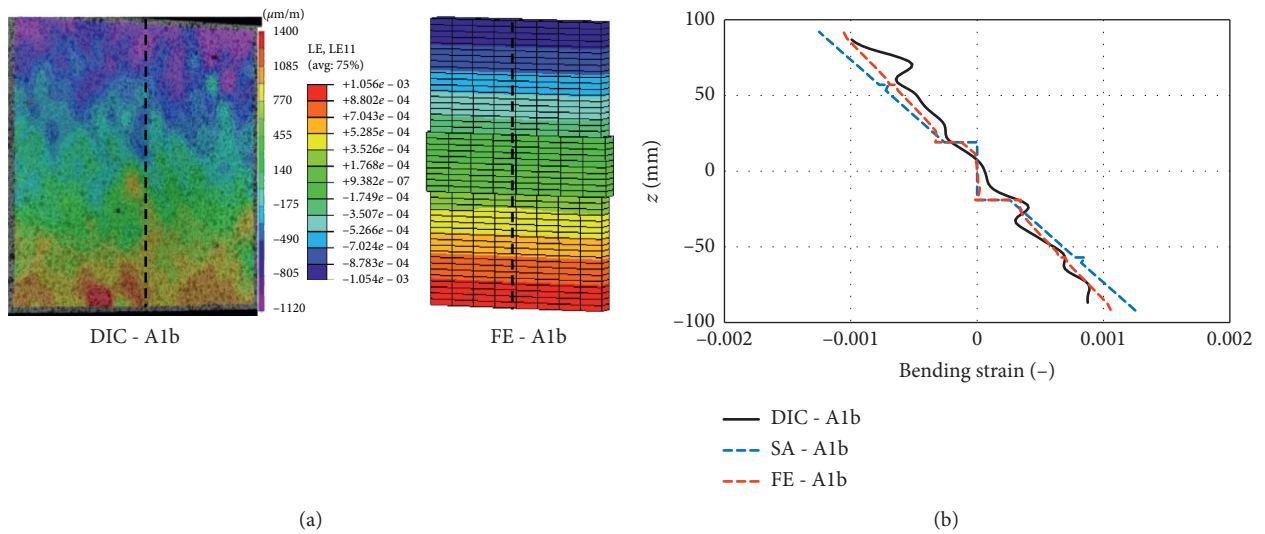 (μm/m)
1400
1085
770
455
140
−175
−490
−805
−1120
DIC - A1b
LE, LE11
(avg: 75%)
+1.056e − 03
+8.802e − 04
+7.043e − 04
+5.285e − 04
+3.526e − 04
+1.768e − 04
+9.382e − 07
−1.749e − 04
−3.507e − 04
−5.266e − 04
−7.024e − 04
−8.783e − 04
−1.054e − 03
FE - A1b
(a)
100
50
0
−50
−100
z (mm)
−0.002
−0.001
0
0.001
0.002
Bending strain (–)
DIC - A1b
SA - A1b
FE - A1b
(b)